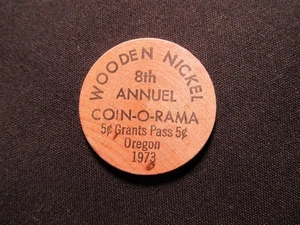 WOODEN NICKEL
8th
ANNUEL
COIN-O-RAMA
5¢ Grants Pass 5¢
Oregon
1973